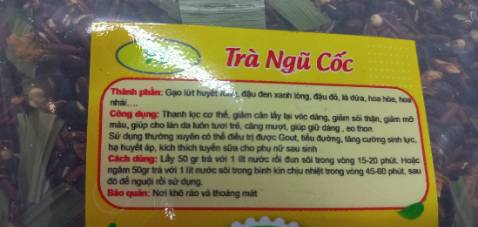 Trà Ngũ Cốc
Thành phần: Gạo lứt huyết rồng, đậu đen xanh lòng, đậu đỏ, lá dứa, hoa hòe, hoa
nhài....
Công dụng: Thanh lọc cơ thể, giảm cân lấy lại vóc dáng, giảm sỏi thận, giảm mỡ
máu, giúp cho làn da luôn tươi trẻ, căng mượt, giúp giữ dáng , eo thon
Sử dụng thường xuyên có thể điều trị được Gout, tiểu đường, tăng cường sinh lực,
hạ huyết áp, kích thích tuyến sữa cho phụ nữ sau sinh
Cách dùng: Lấy 50 gr trà với 1 lít nước rồi đun sôi trong vòng 15-20 phút. Hoặc
ngâm 50gr trà với 1 lít nước sôi trong bình kín chịu nhiệt trong vòng 45-60 phút, sau
đó để nguội rồi sử dụng.
Bảo quản: Nơi khô ráo và thoáng mát